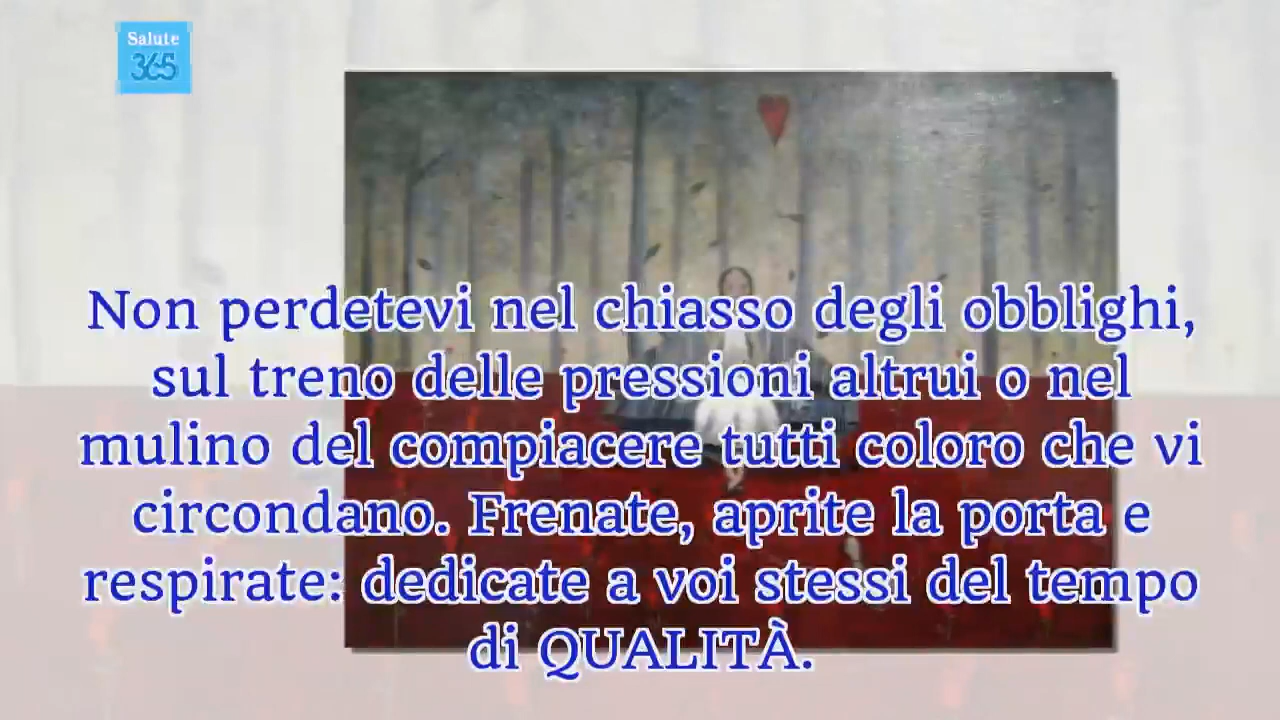 Salute
365
Non perdetevi nel chiasso degli obblighi,
sul treno delle pressioni altrui o nel
mulino del compiacere tutti coloro che vi
circondano. Frenate, aprite la porta e
respirate: dedicate a voi stessi del tempo
di QUALITÀ.